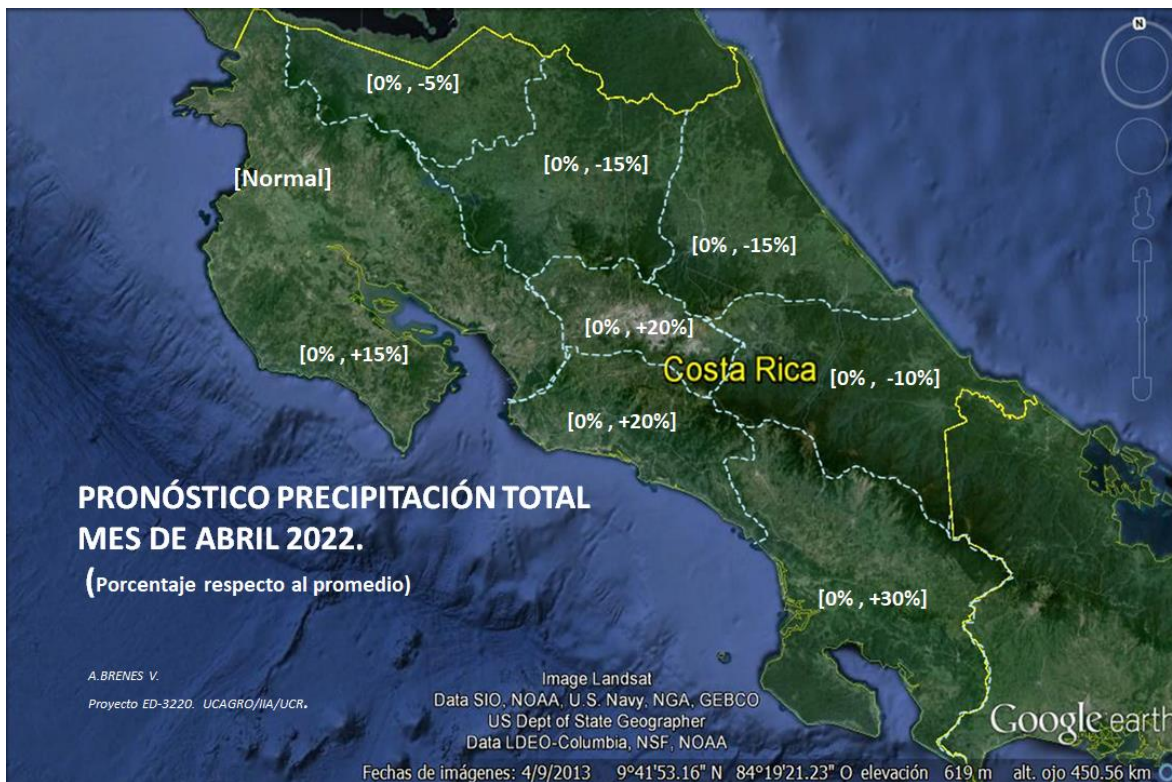 N
[0% , -5%]
[0% , -15%]
[Normal]
[0% , -15%]
[0% , +20%]
[0% , +15%]
Costa Rica
[0% , -10%]
[0% , +20%]
PRONÓSTICO PRECIPITACIÓN TOTAL
MES DE ABRIL 2022.
(Porcentaje respecto al promedio)
[0% , +30%]
A.BRENES V.
Proyecto ED-3220. UCAGRO/IIA/UCR.
Image Landsat
Data SIO, NOAA, U.S. Navy, NGA, GEBCO
US Dept of State Geographer
Data LDEO-Columbia, NSF, NOAA
Google earth
Fechas de imágenes: 4/9/2013 9°41'53.16" N 84°19'21.23" O elevación 619 m alt. ojo 450.56 km